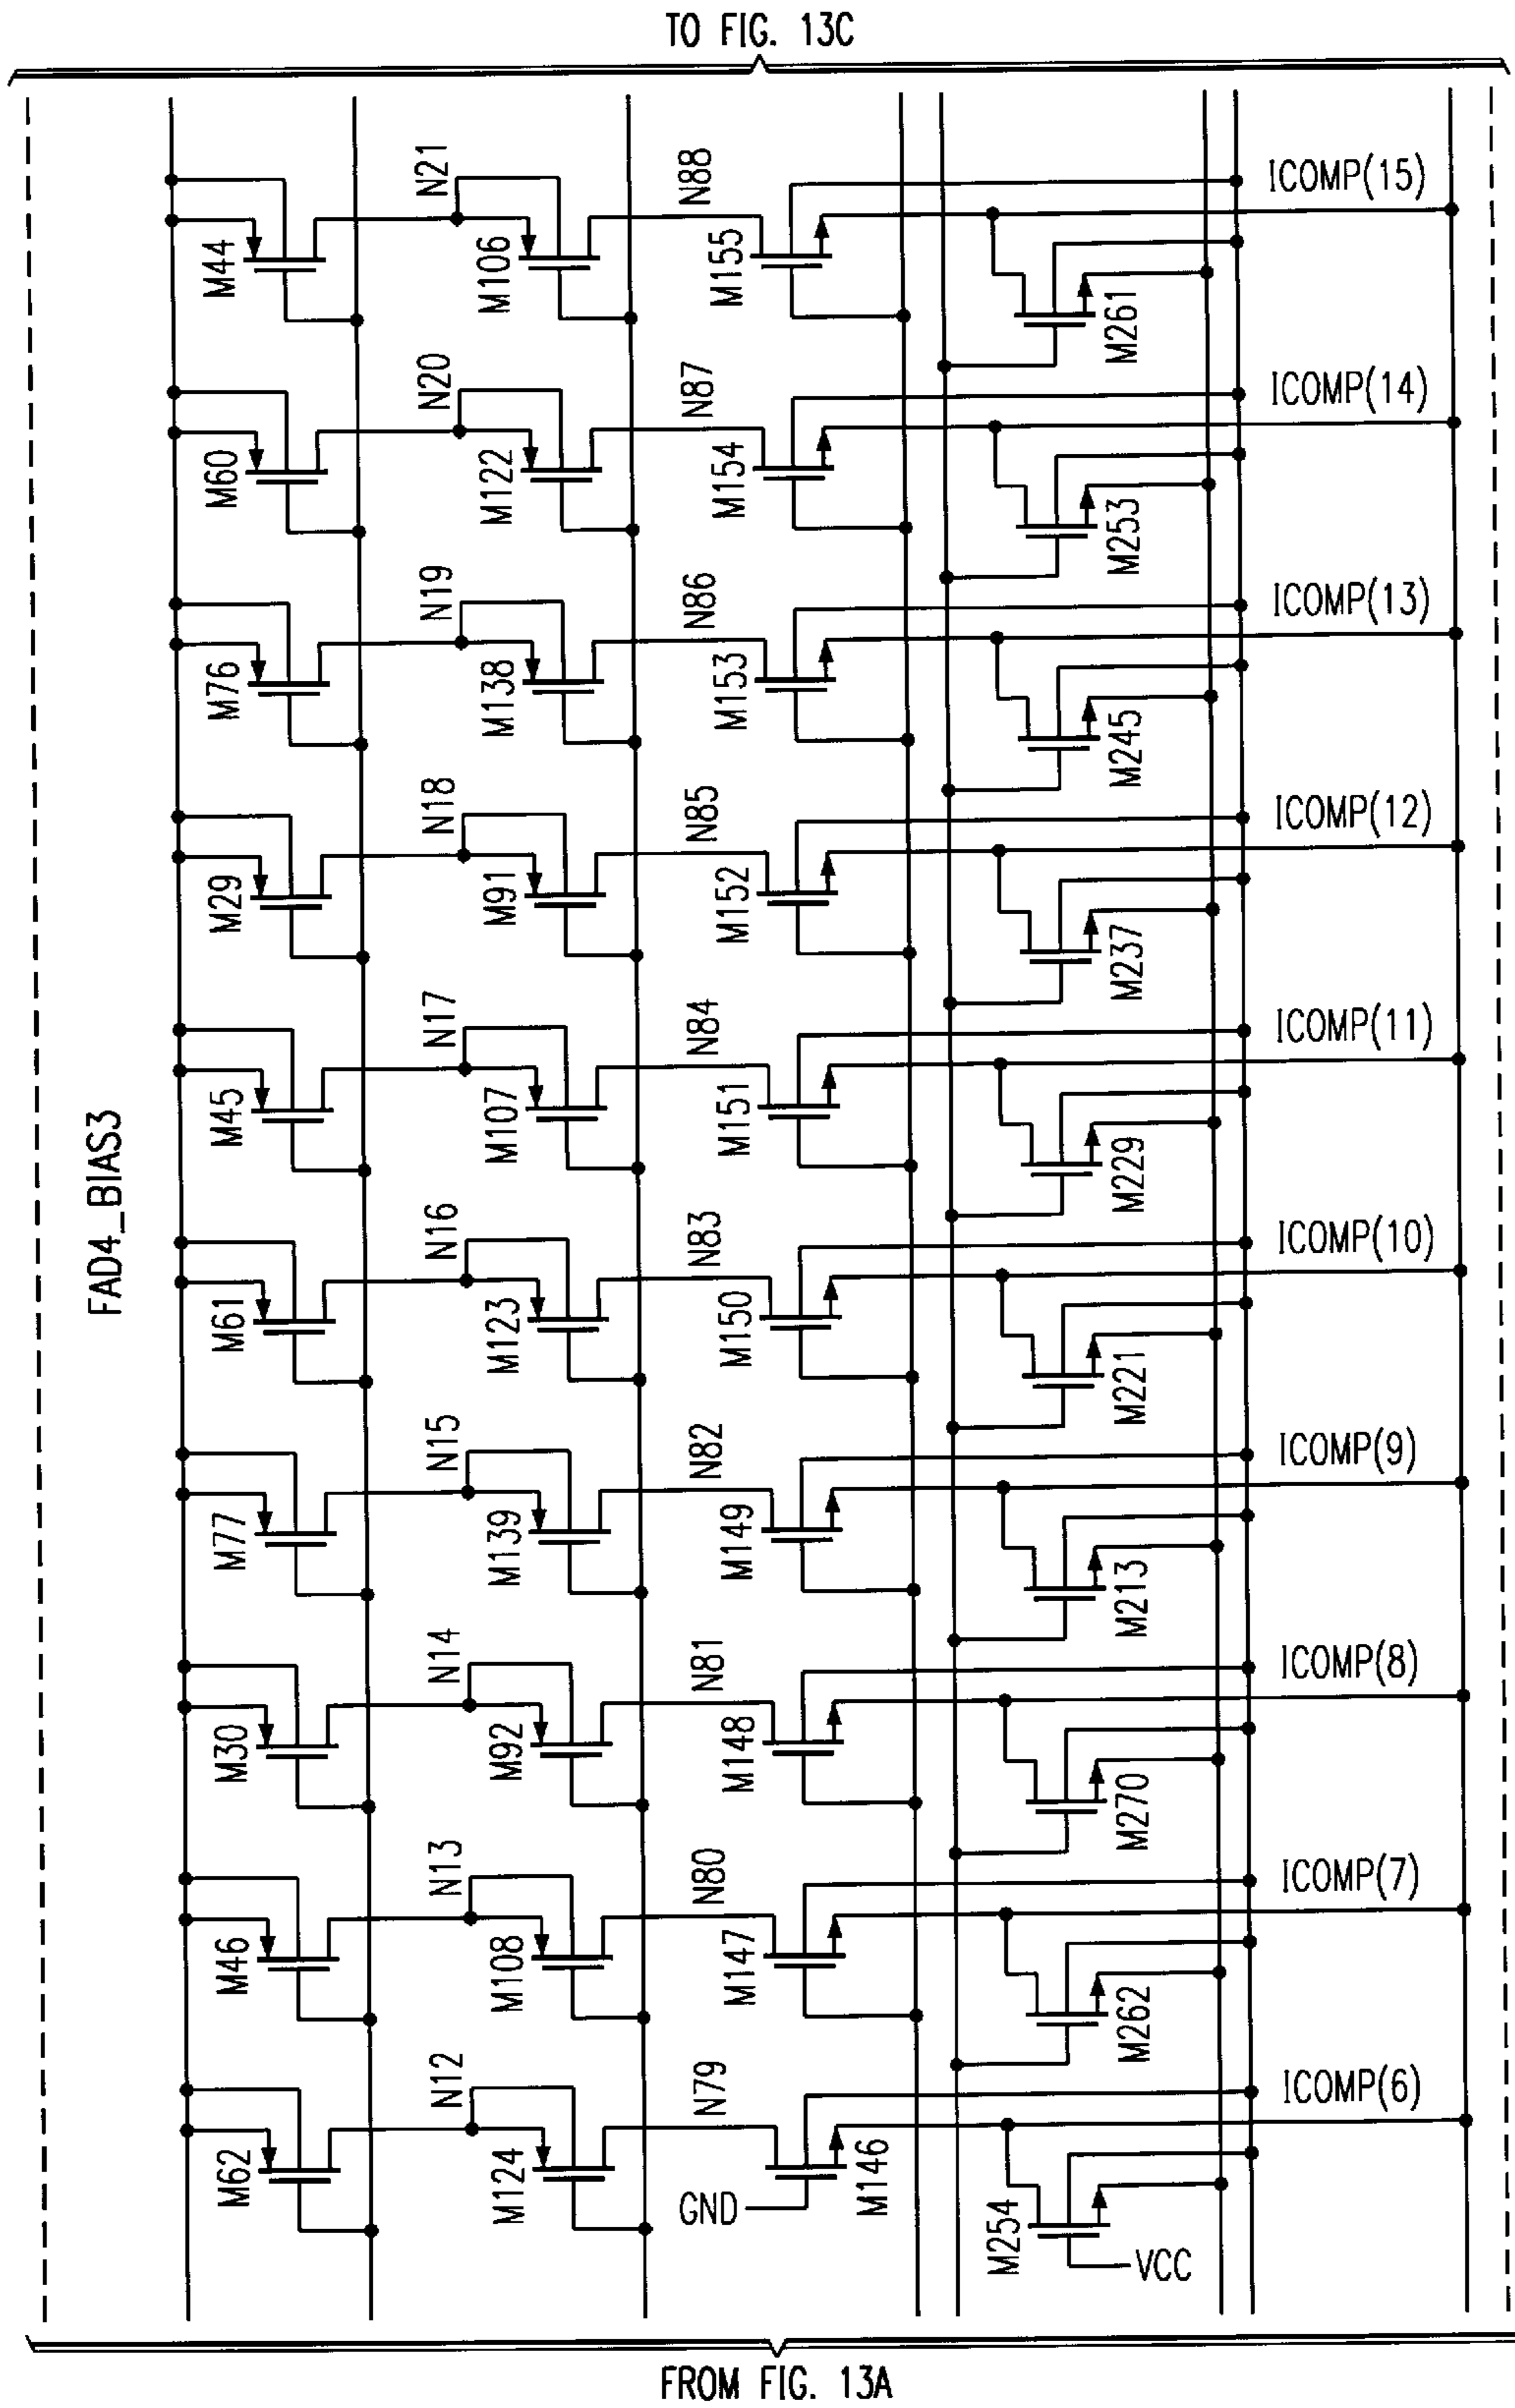 TO FIG. 13C
FAD4_BIAS3
M44
N21
M106
N88
M155
M261
ICOMP(15)
M60
N20
M122
N87
M154
M253
ICOMP(14)
M76
N19
M138
N86
M153
M245
ICOMP(13)
M29
N18
M91
N85
M152
M237
ICOMP(12)
M45
N17
M107
N84
M151
M229
ICOMP(11)
M61
N16
M123
N83
M150
M221
ICOMP(10)
M77
N15
M139
N82
M149
M213
ICOMP(9)
M30
N14
M92
N81
M148
M270
ICOMP(8)
M46
N13
M108
N80
M147
M262
ICOMP(7)
M62
N12
M124
N79
GND
M146
M254
VCC
ICOMP(6)
FROM FIG. 13A